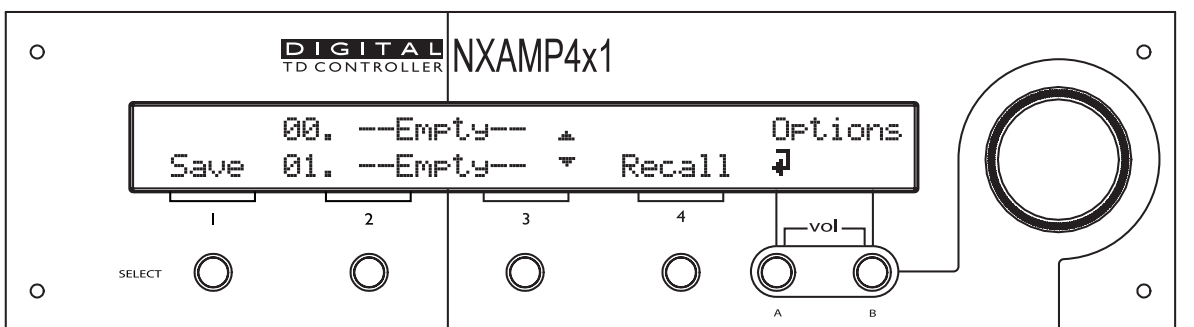 DIGITAL NXAMP4x1
TD CONTROLLER
00. --Empty-- Options
Save 01. --Empty-- Recall
1 2 3 4 vol
SELECT
A B